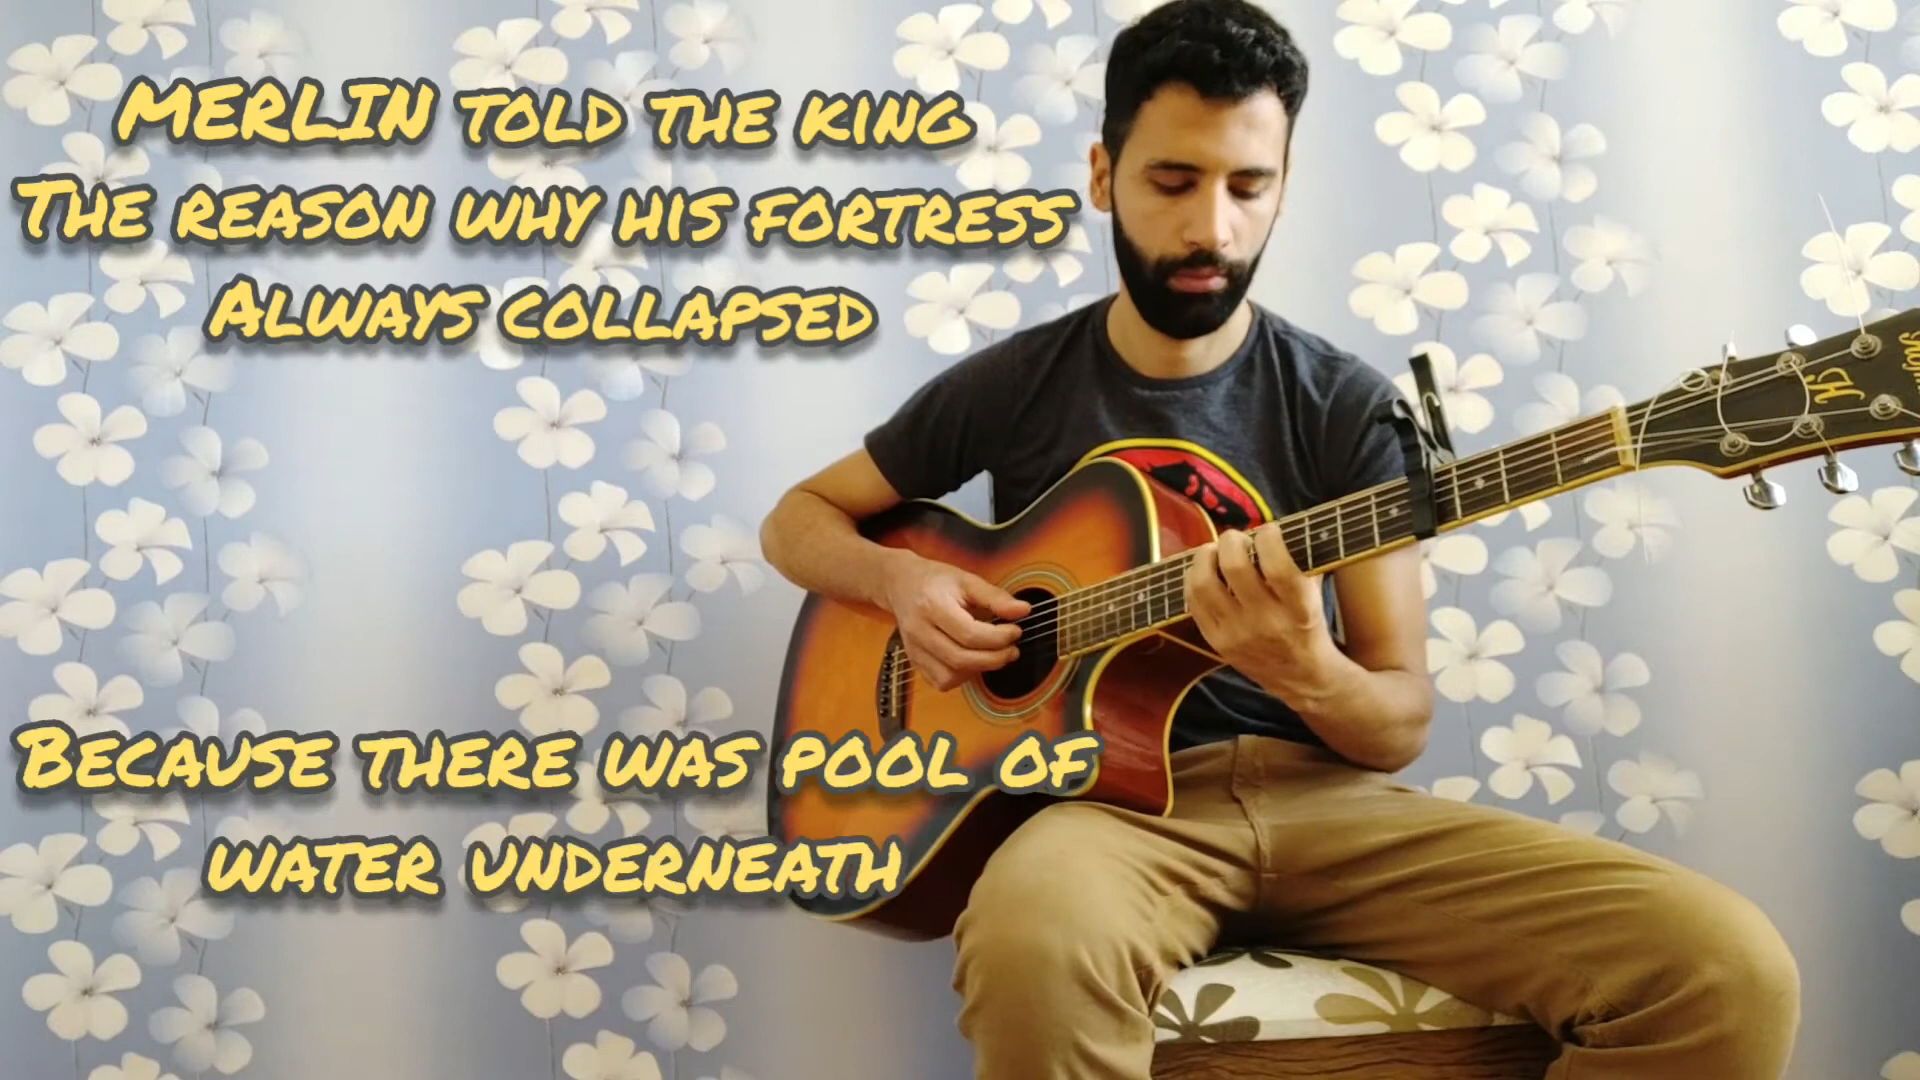 MERLIN TOLD THE KING
THE REASON WHY HIS FORTRESS
ALWAYS COLLAPSED
BECAUSE THERE WAS POOL OF
WATER UNDERNEATH